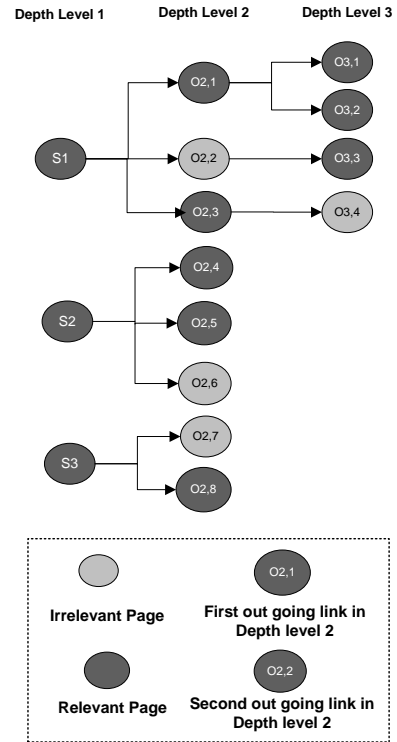 Depth Level 1 Depth Level 2 Depth Level 3
O3,1
O2,1
O3,2
S1 O2,2 O3,3
O2,3 O3,4
O2,4
S2 O2,5
O2,6
O2,7
S3
O2,8
O2,1
Irrelevant Page
First out going link in
Depth level 2
O2,2
Relevant Page
Second out going link in
Depth level 2